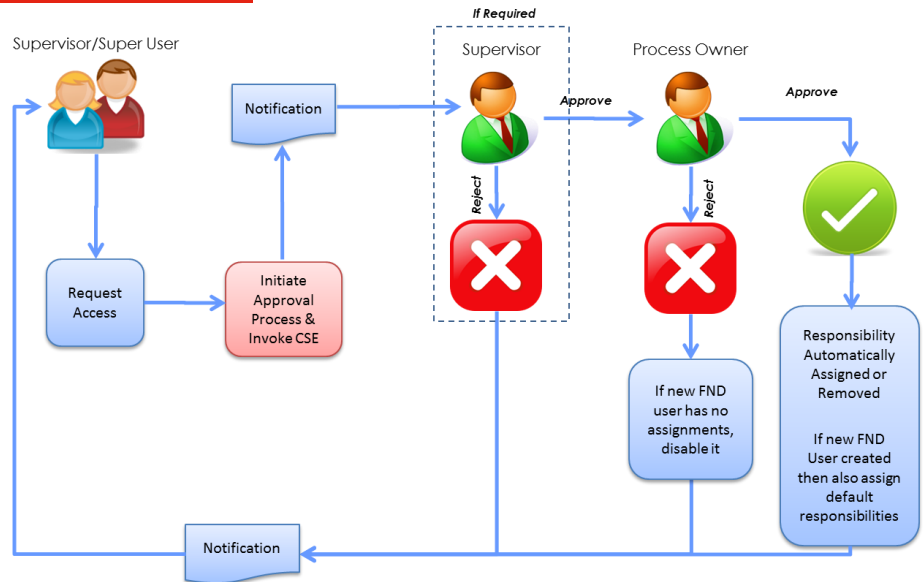 If Required
Supervisor/Super User
Supervisor
Process Owner
Notification
Approve
Approve
Reject
Reject
Request
Access
Initiate
Approval
Process &
Invoke CSE
Responsibility
Automatically
Assigned or
Removed
If new FND
User created
then also assign
default
responsibilities
If new FND
user has no
assignments,
disable it
Notification